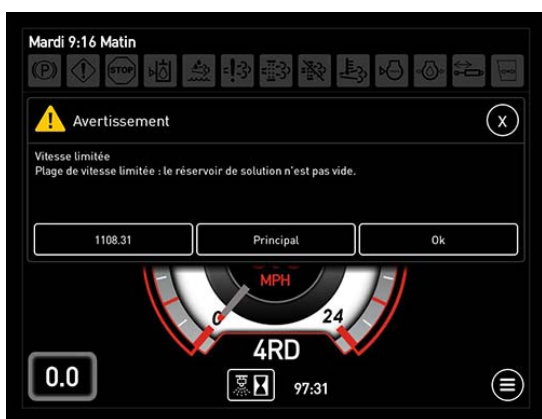 Mardi 9:16 Matin
(P) STOP
Avertissement
X
Vitesse limitée
Plage de vitesse limitée : le réservoir de solution n'est pas vide.
1108.31 Principal Ok
MPH
0 24
4RD
0.0 97:31